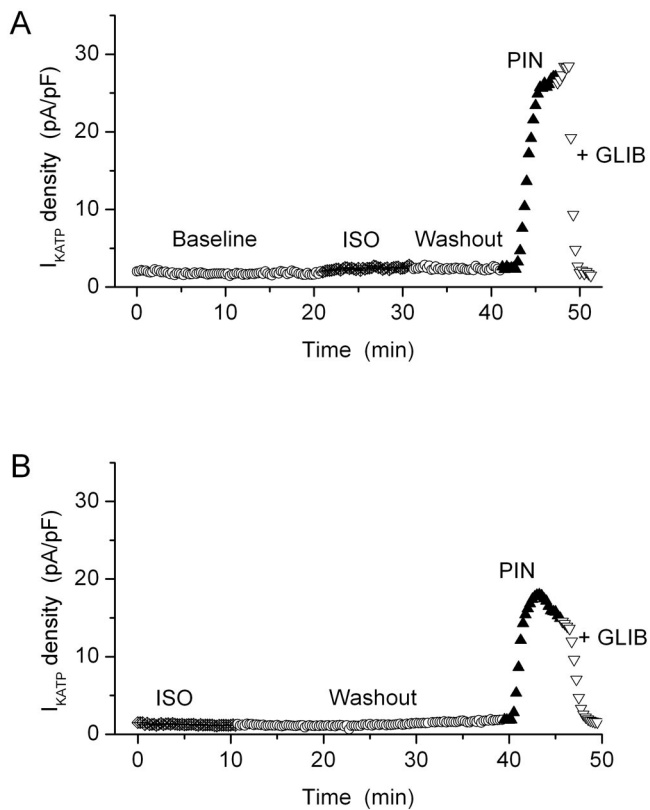 A
I_KATP density (pA/pF)
30
20
10
0
PIN
+ GLIB
Baseline
ISO
Washout
0
10
20
30
40
50
Time (min)
B
I_KATP density (pA/pF)
30
20
10
0
PIN
+ GLIB
ISO
Washout
0
10
20
30
40
50
Time (min)